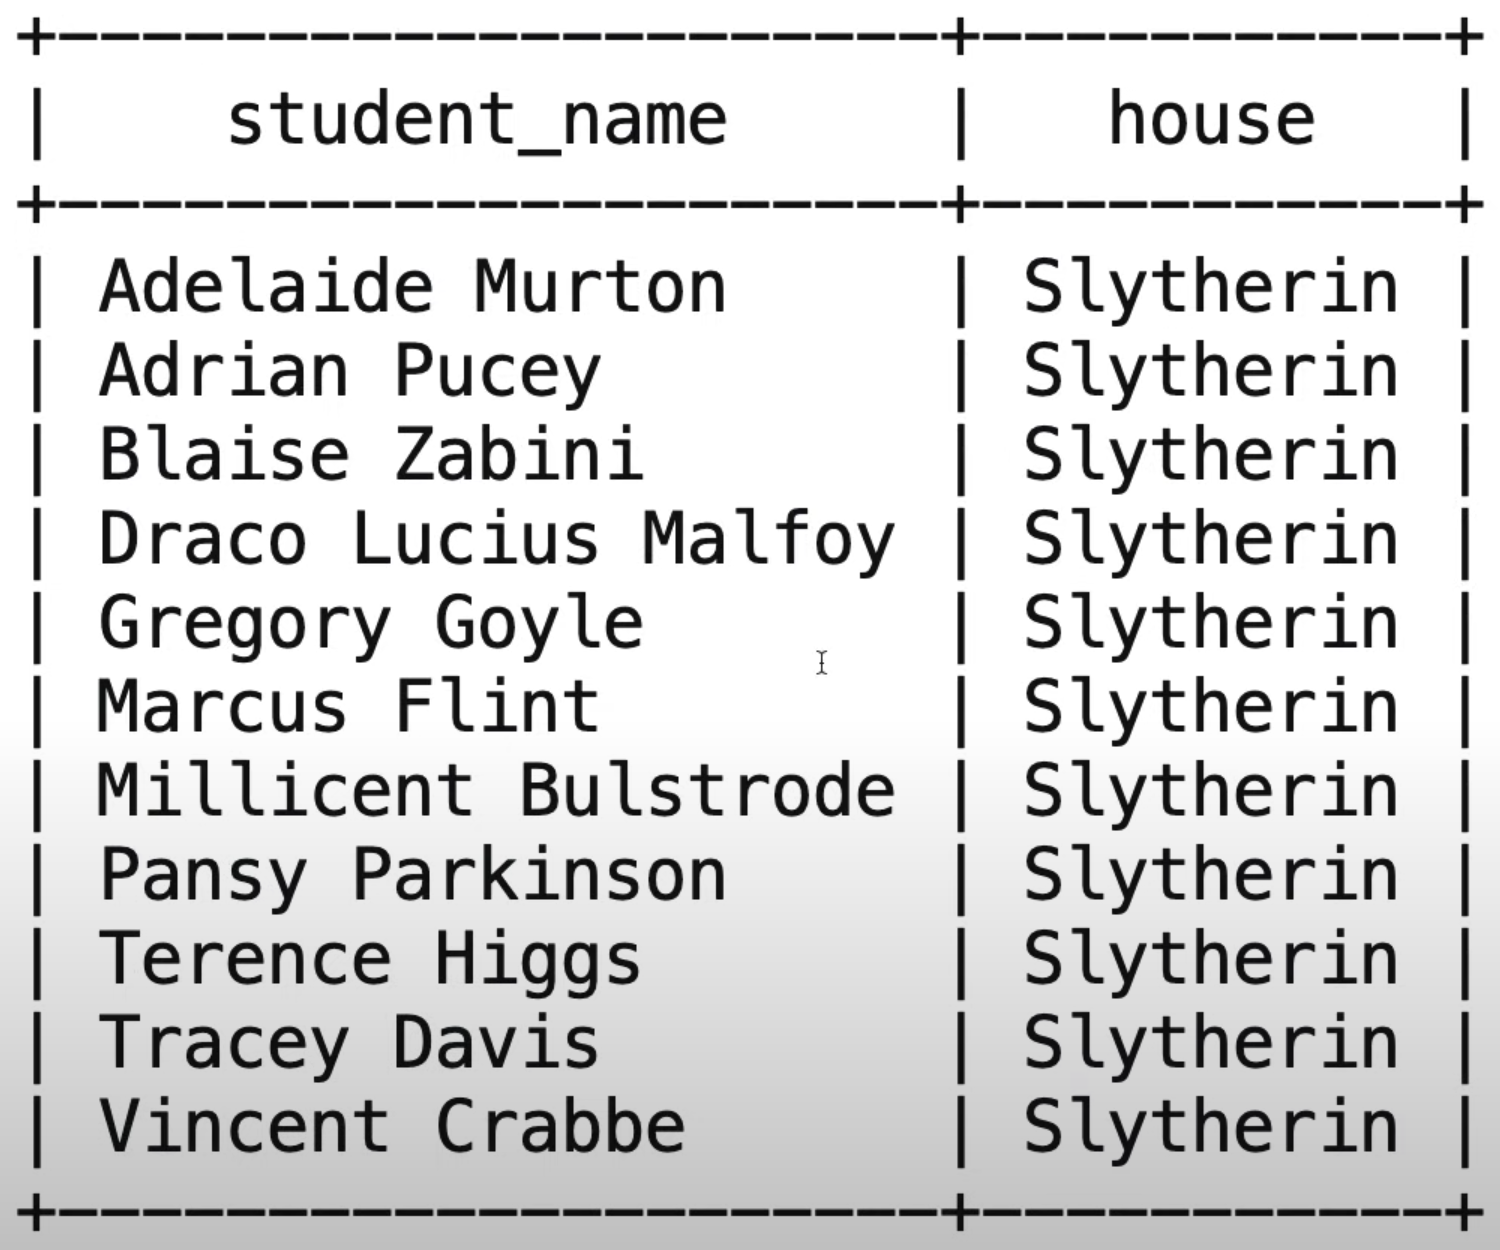 +---------------------+-----------+
|    student_name     |   house   |
+---------------------+-----------+
| Adelaide Murton     | Slytherin |
| Adrian Pucey        | Slytherin |
| Blaise Zabini       | Slytherin |
| Draco Lucius Malfoy | Slytherin |
| Gregory Goyle       | Slytherin |
| Marcus Flint        | Slytherin |
| Millicent Bulstrode | Slytherin |
| Pansy Parkinson     | Slytherin |
| Terence Higgs       | Slytherin |
| Tracey Davis        | Slytherin |
| Vincent Crabbe      | Slytherin |
+---------------------+-----------+